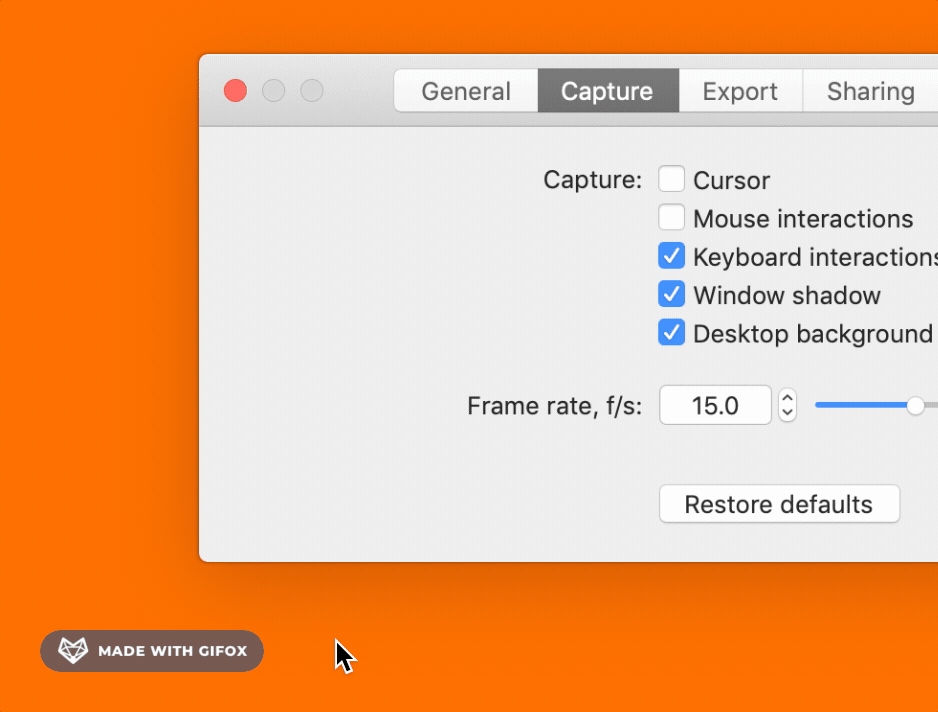 General Capture Export Sharing
Capture: Cursor
Mouse interactions
Keyboard interactions
Window shadow
Desktop background
Frame rate, f/s: 15.0
Restore defaults
MADE WITH GIFOX